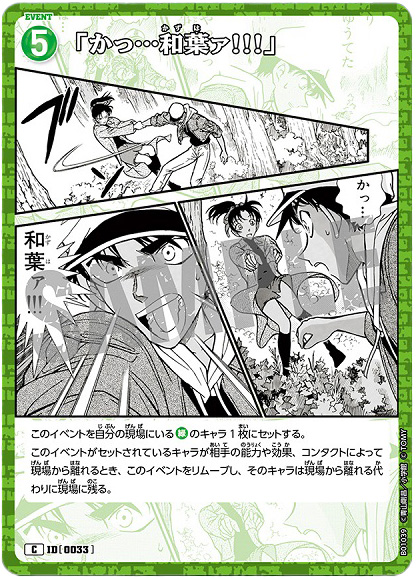 EVENT
5
「かっ…和葉ァ!!!」
かっ…
和葉ァ!!!
SAMPLE
このイベントを自分の現場にいる緑のキャラ1枚にセットする。
このイベントがセットされているキャラが相手の能力や効果、コンタクトによって
現場から離れるとき、このイベントをリムーブし、そのキャラは現場から離れる代
わりに現場に残る。
C ID[0033]
B01039 ©青山剛昌/小学館 ©TOMY